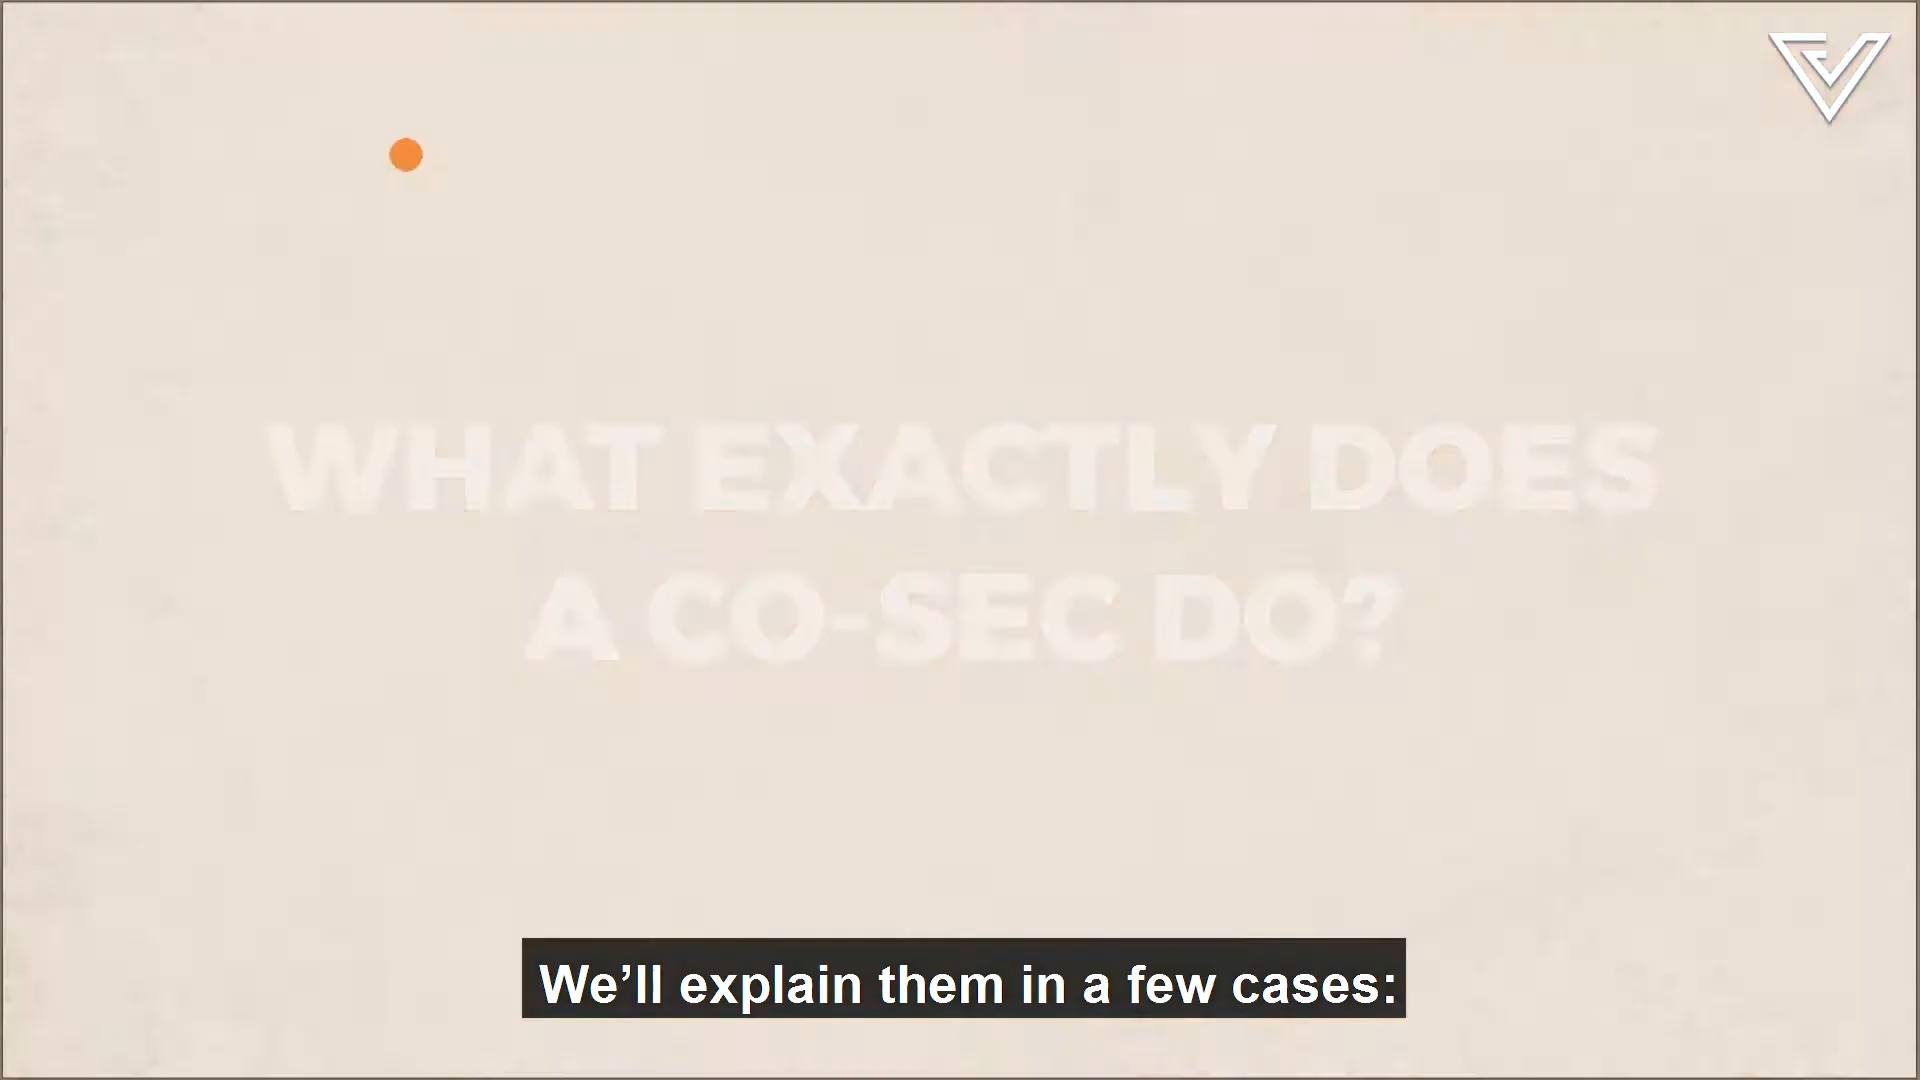 WHAT EXACTLY DOES
A CO-SEC DO?
We’ll explain them in a few cases: